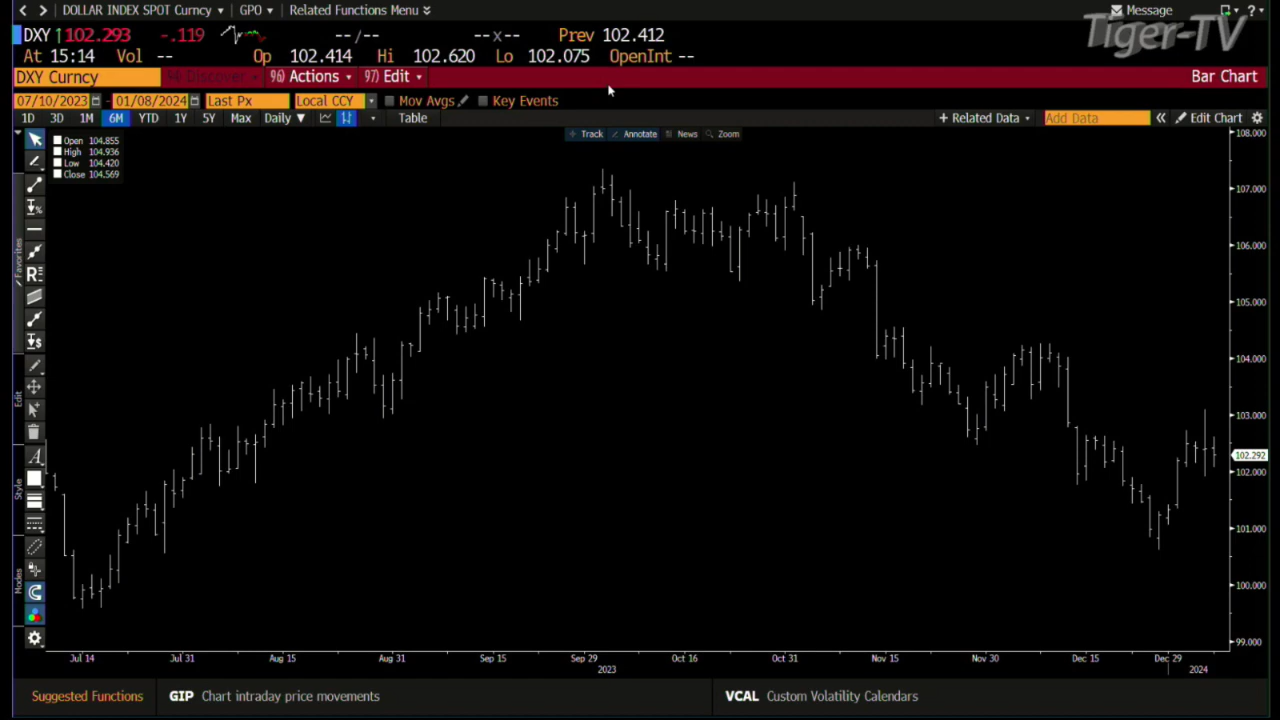 DOLLAR INDEX SPOT Curncy GPO Related Functions Menu Message ?
Tiger-TV
DXY 102.293 -.119 --/-- --x-- Prev 102.412
At 15:14 Vol -- Op 102.414 Hi 102.620 Lo 102.075 OpenInt --
DXY Curncy Discover 96) Actions 97) Edit Bar Chart
07/10/2023 - 01/08/2024 Last Px Local CCY Mov Avgs Key Events
1D 3D 1M 6M YTD 1Y 5Y Max Daily Table + Related Data Add Data Edit Chart
Track Annotate News Zoom
Open 104.855
High 104.936
Low 104.420
Close 104.569
Favorites
Edit
Style
Modes
108.000
107.000
106.000
105.000
104.000
103.000
102.292
102.000
101.000
100.000
99.000
Jul 14 Jul 31 Aug 15 Aug 31 Sep 15 Sep 29 Oct 16 Oct 31 Nov 15 Nov 30 Dec 15 Dec 29
2023 2024
Suggested Functions GIP Chart intraday price movements VCAL Custom Volatility Calendars